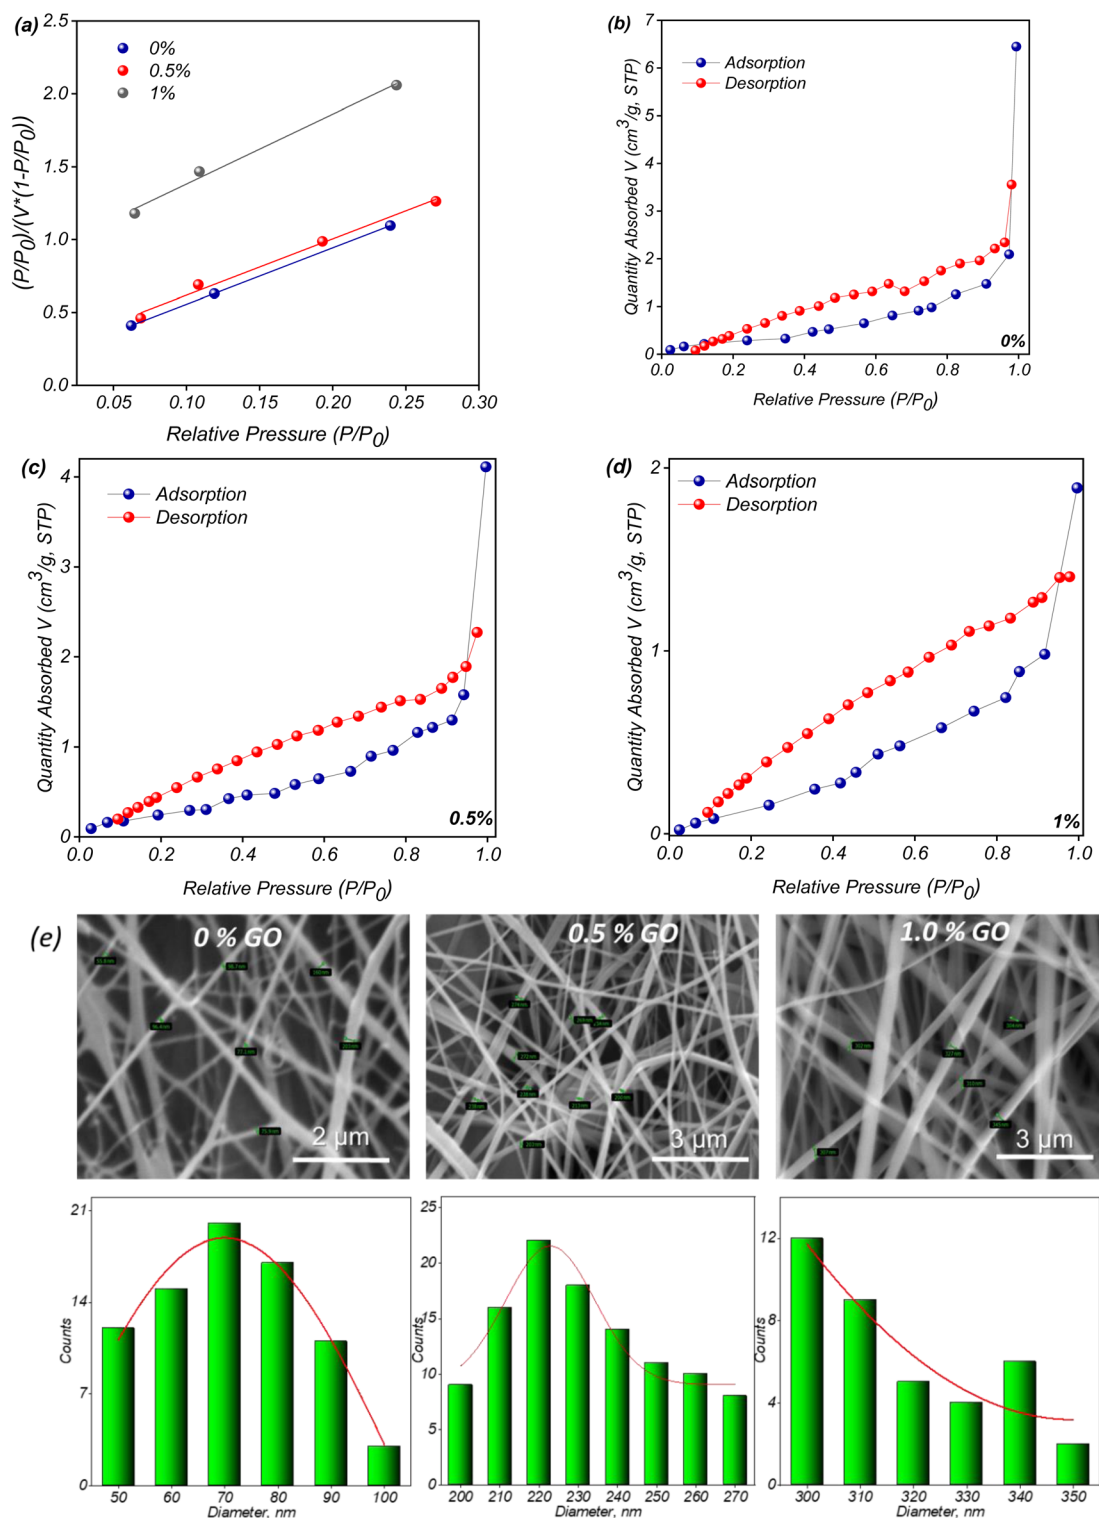 (a)
2.5
2.0
1.5
1.0
0.5
0.0
0%
0.5%
1%
(P/P0)/(V*(1-P/P0))
0.05 0.10 0.15 0.20 0.25 0.30
Relative Pressure (P/P0)
(b)
7
6
5
4
3
2
1
0
Adsorption
Desorption
Quantity Absorbed V (cm3/g, STP)
0%
0.0 0.2 0.4 0.6 0.8 1.0
Relative Pressure (P/P0)
(c)
4
2
1
0
Adsorption
Desorption
Quantity Absorbed V (cm3/g, STP)
0.5%
0.0 0.2 0.4 0.6 0.8 1.0
Relative Pressure (P/P0)
(d)
2
1
0
Adsorption
Desorption
Quantity Absorbed V (cm3/g, STP)
1%
0.0 0.2 0.4 0.6 0.8 1.0
Relative Pressure (P/P0)
(e)
0 % GO
2 μm
0.5 % GO
3 μm
1.0 % GO
3 μm
21
14
7
0
Counts
50 60 70 80 90 100
Diameter, nm
25
20
15
10
5
0
Counts
200 210 220 230 240 250 260 270
Diameter, nm
12
8
4
0
Counts
300 310 320 330 340 350
Diameter, nm